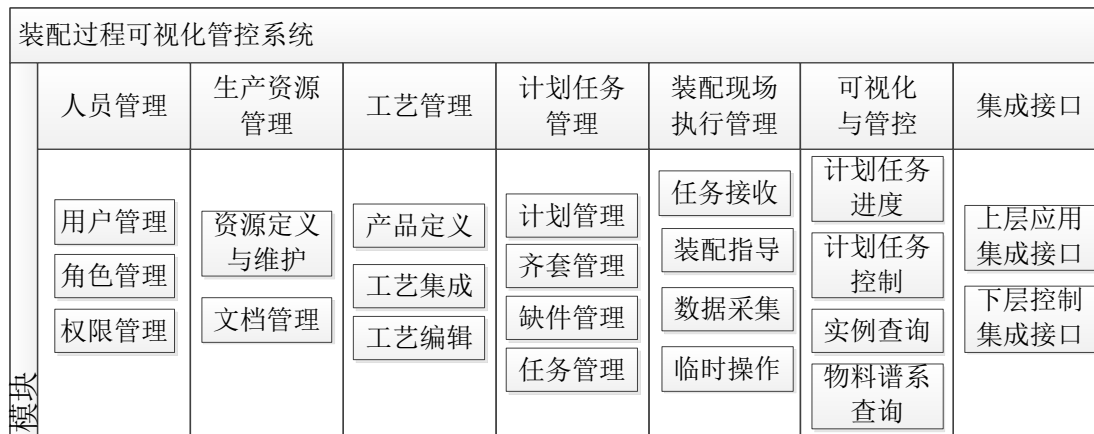 装配过程可视化管控系统
模块
人员管理
生产资源
管理
工艺管理
计划任务
管理
装配现场
执行管理
可视化
与管控
集成接口
用户管理
角色管理
权限管理
资源定义
与维护
文档管理
产品定义
工艺集成
工艺编辑
计划管理
齐套管理
缺件管理
任务管理
任务接收
装配指导
数据采集
临时操作
计划任务
进度
计划任务
控制
实例查询
物料谱系
查询
上层应用
集成接口
下层控制
集成接口